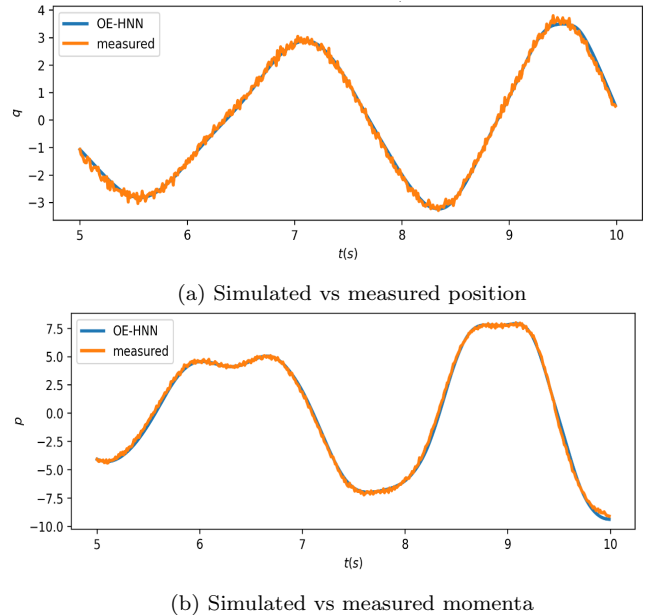 4
3
2
1
0
−1
−2
−3
q
OE-HNN
measured
5 6 7 8 9 10
t(s)
(a) Simulated vs measured position
7.5
5.0
2.5
0.0
−2.5
−5.0
−7.5
−10.0
p
OE-HNN
measured
5 6 7 8 9 10
t(s)
(b) Simulated vs measured momenta